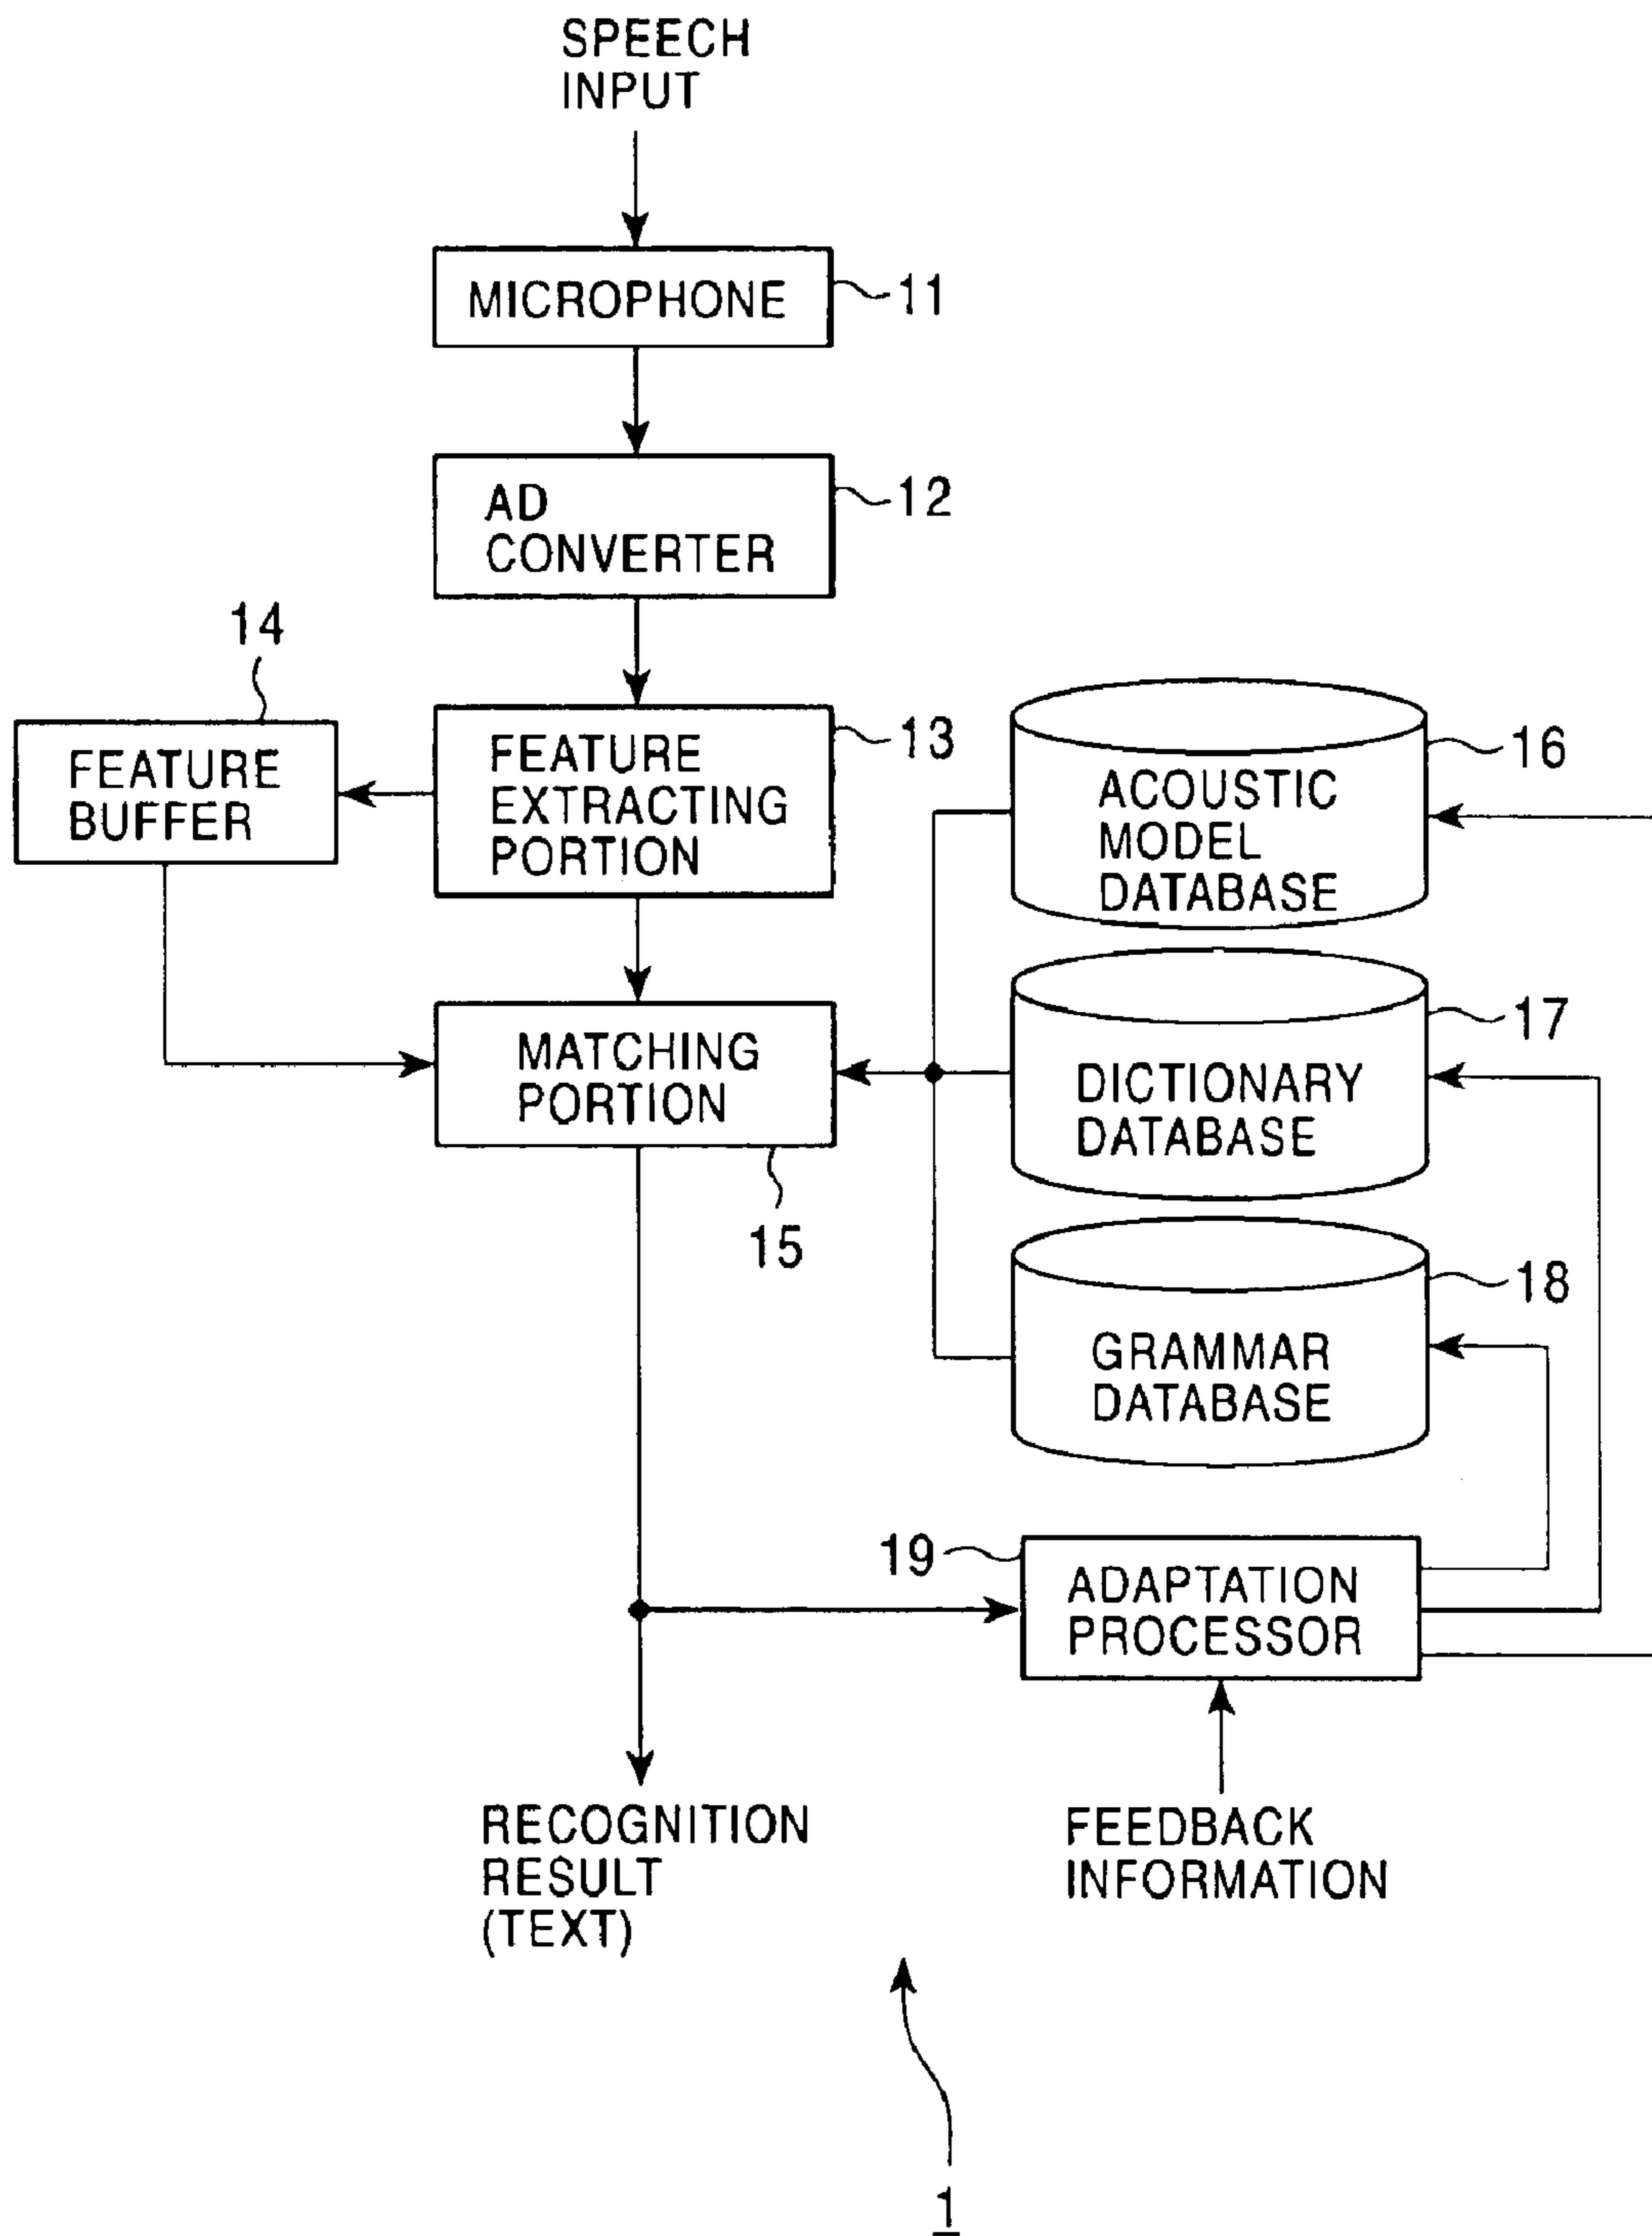 SPEECH
INPUT
MICROPHONE
11
AD
CONVERTER
12
14
FEATURE
BUFFER
FEATURE
EXTRACTING
PORTION
13
ACOUSTIC
MODEL
DATABASE
16
MATCHING
PORTION
15
DICTIONARY
DATABASE
17
GRAMMAR
DATABASE
18
19
ADAPTATION
PROCESSOR
RECOGNITION
RESULT
(TEXT)
FEEDBACK
INFORMATION
1